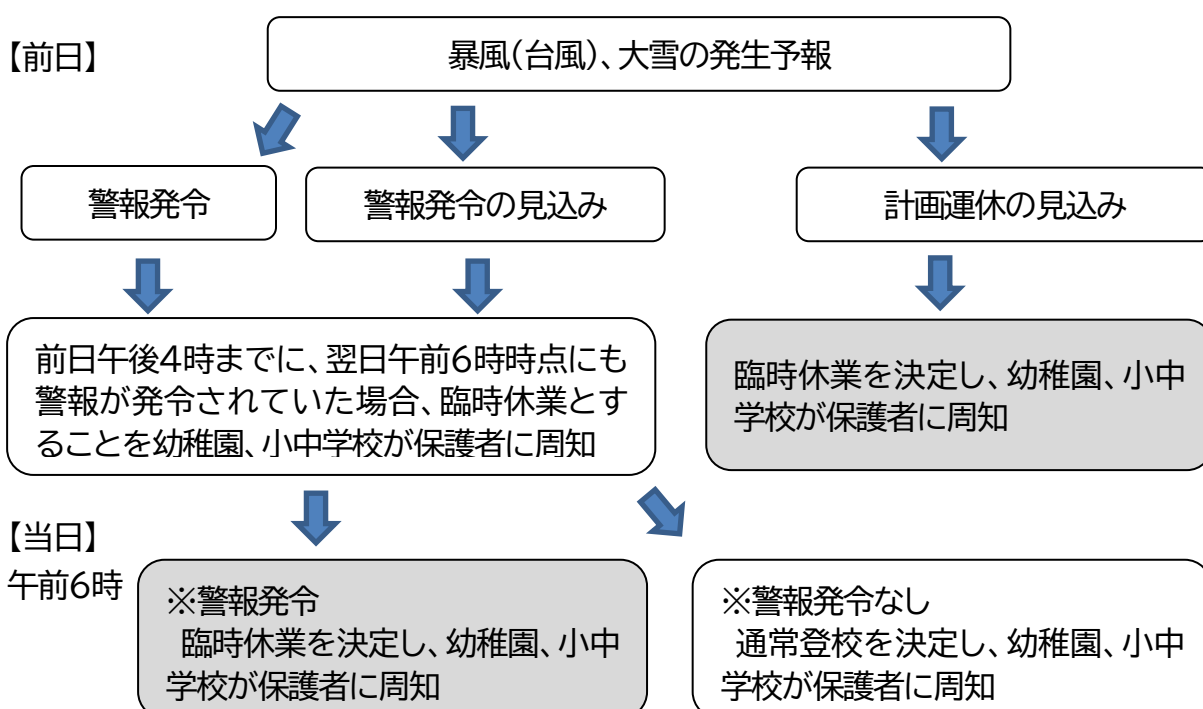 【前日】
暴風(台風)、大雪の発生予報
警報発令
警報発令の見込み
計画運休の見込み
前日午後4時までに、翌日午前6時時点にも
警報が発令されていた場合、臨時休業とす
ることを幼稚園、小中学校が保護者に周知
臨時休業を決定し、幼稚園、小中
学校が保護者に周知
【当日】
午前6時
※警報発令
臨時休業を決定し、幼稚園、小中
学校が保護者に周知
※警報発令なし
通常登校を決定し、幼稚園、小中
学校が保護者に周知